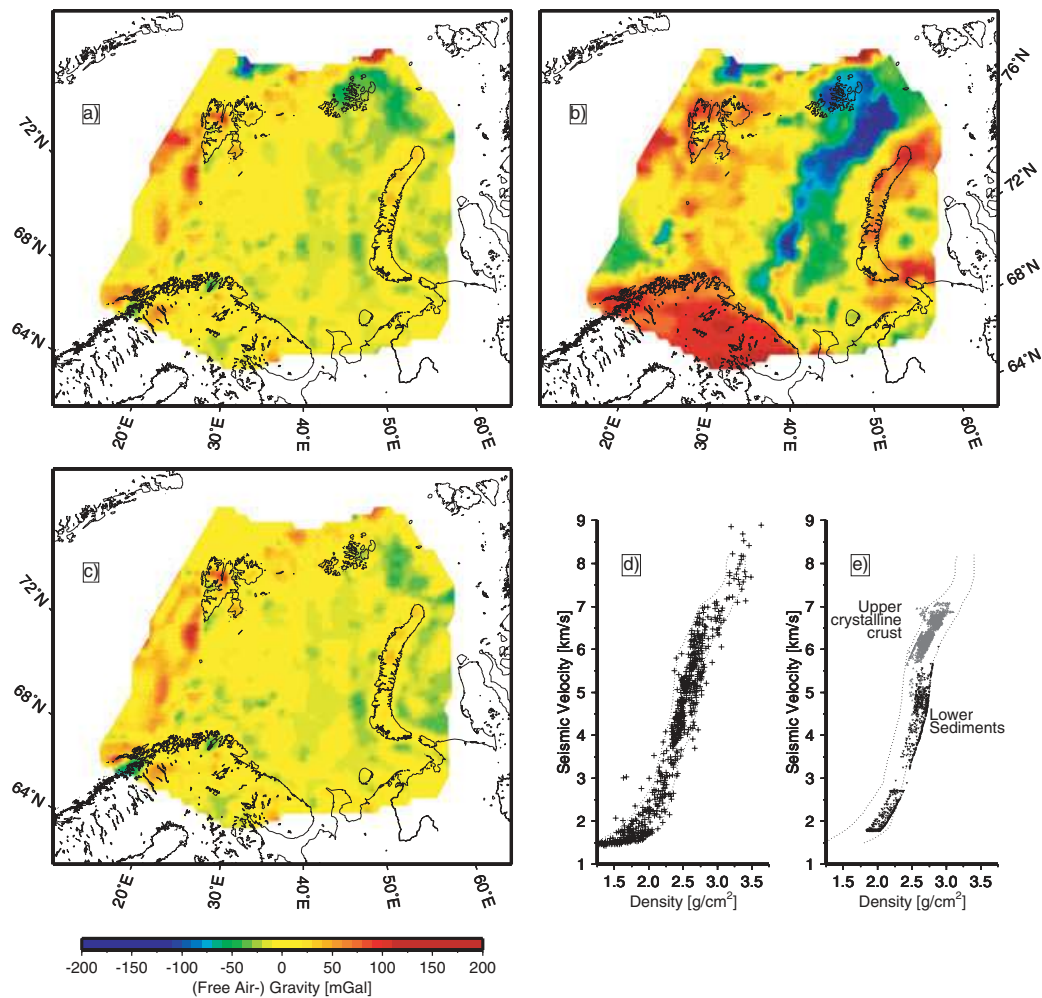 a)
b)
72°N
68°N
64°N
76°N
72°N
68°N
64°N
20°E
30°E
40°E
50°E
60°E
20°E
30°E
40°E
50°E
60°E
c)
72°N
68°N
64°N
20°E
30°E
40°E
50°E
60°E
-200 -150 -100 -50 0 50 100 150 200
(Free Air-) Gravity [mGal]
d)
9
8
7
6
5
4
3
2
1
Seismic Velocity [km/s]
1.5 2.0 2.5 3.0 3.5
Density [g/cm²]
e)
9
8
7
6
5
4
3
2
1
Seismic Velocity [km/s]
Upper
crystalline
crust
Lower
Sediments
1.5 2.0 2.5 3.0 3.5
Density [g/cm²]